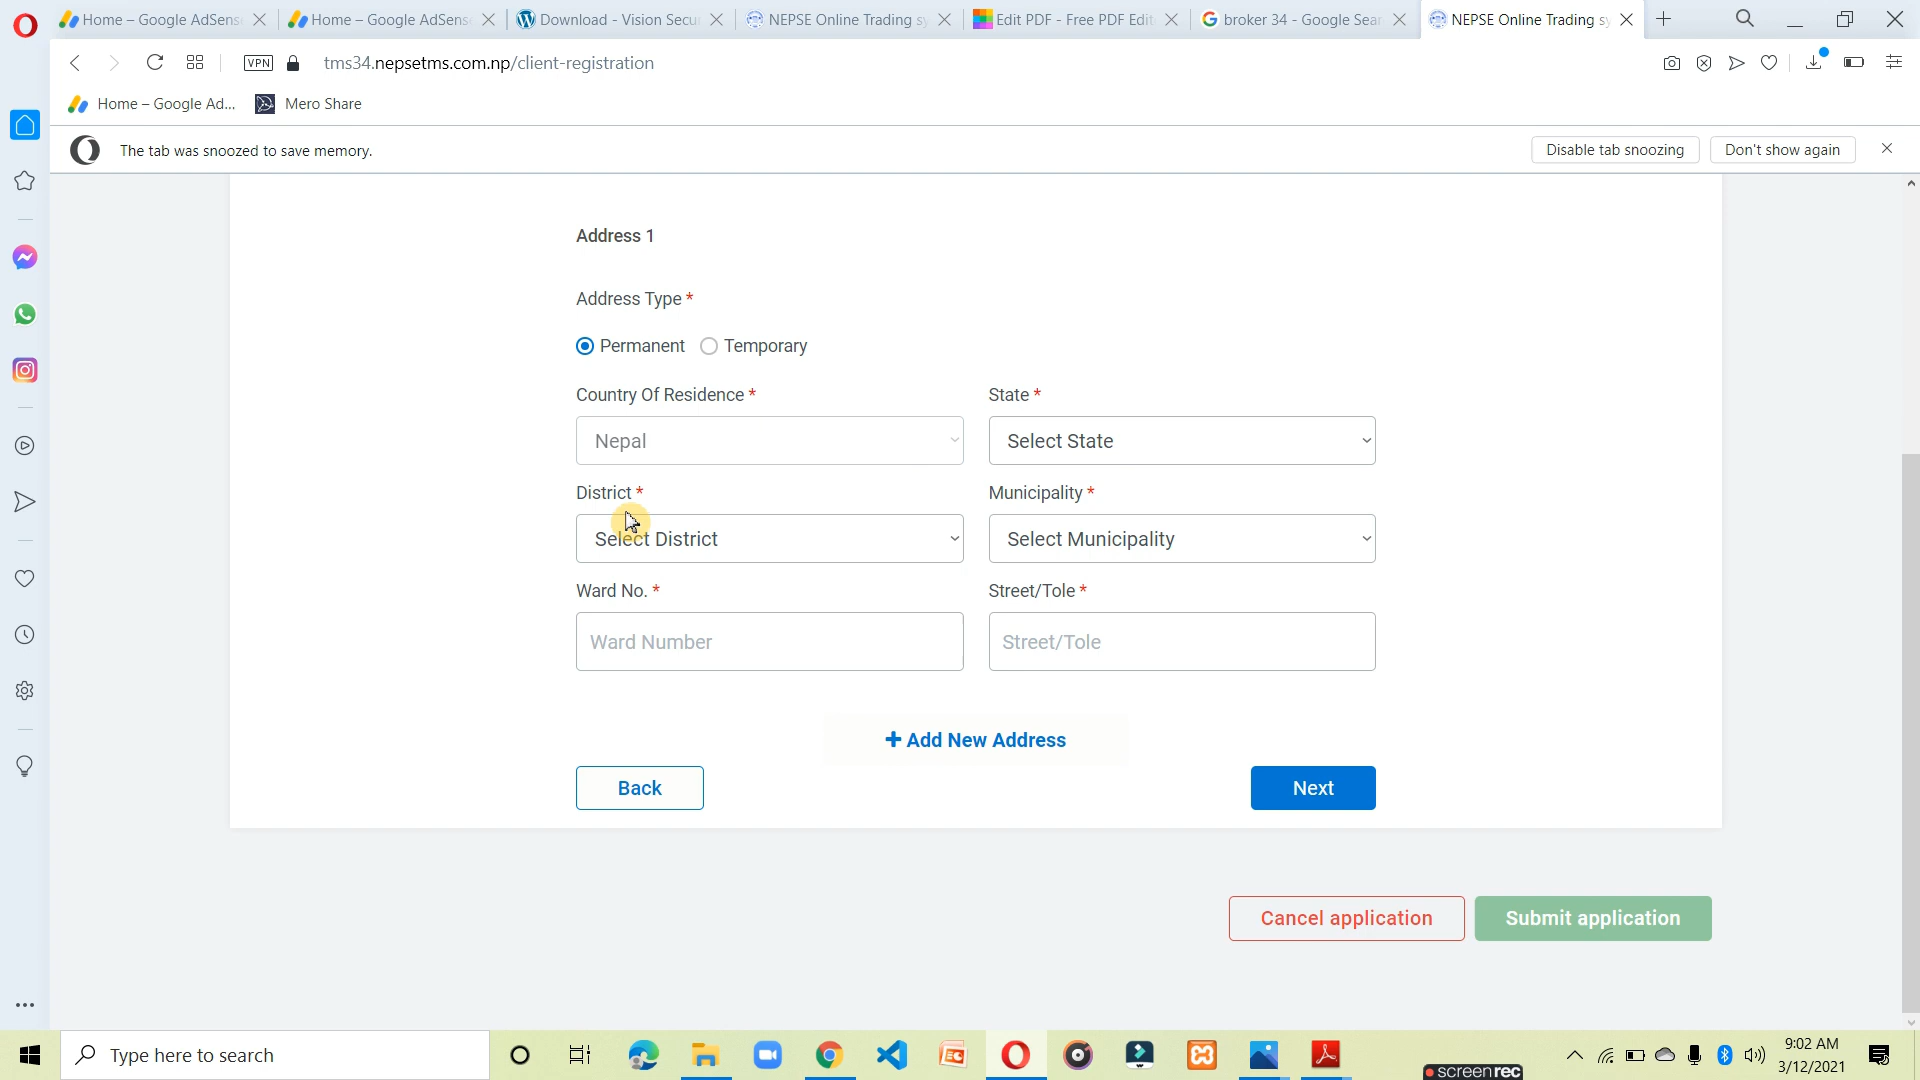 Home – Google AdSens
Home – Google AdSens
Download - Vision Secu
NEPSE Online Trading sy
Edit PDF - Free PDF Edit
broker 34 - Google Sear
NEPSE Online Trading sy
VPN
tms34.nepsetms.com.np/client-registration
Home – Google Ad...
Mero Share
The tab was snoozed to save memory.
Disable tab snoozing
Don't show again
Address 1
Address Type *
Permanent
Temporary
Country Of Residence *
State *
Nepal
Select State
District *
Municipality *
Select District
Select Municipality
Ward No. *
Street/Tole *
Ward Number
Street/Tole
+ Add New Address
Back
Next
Cancel application
Submit application
Type here to search
screenrec
9:02 AM
3/12/2021